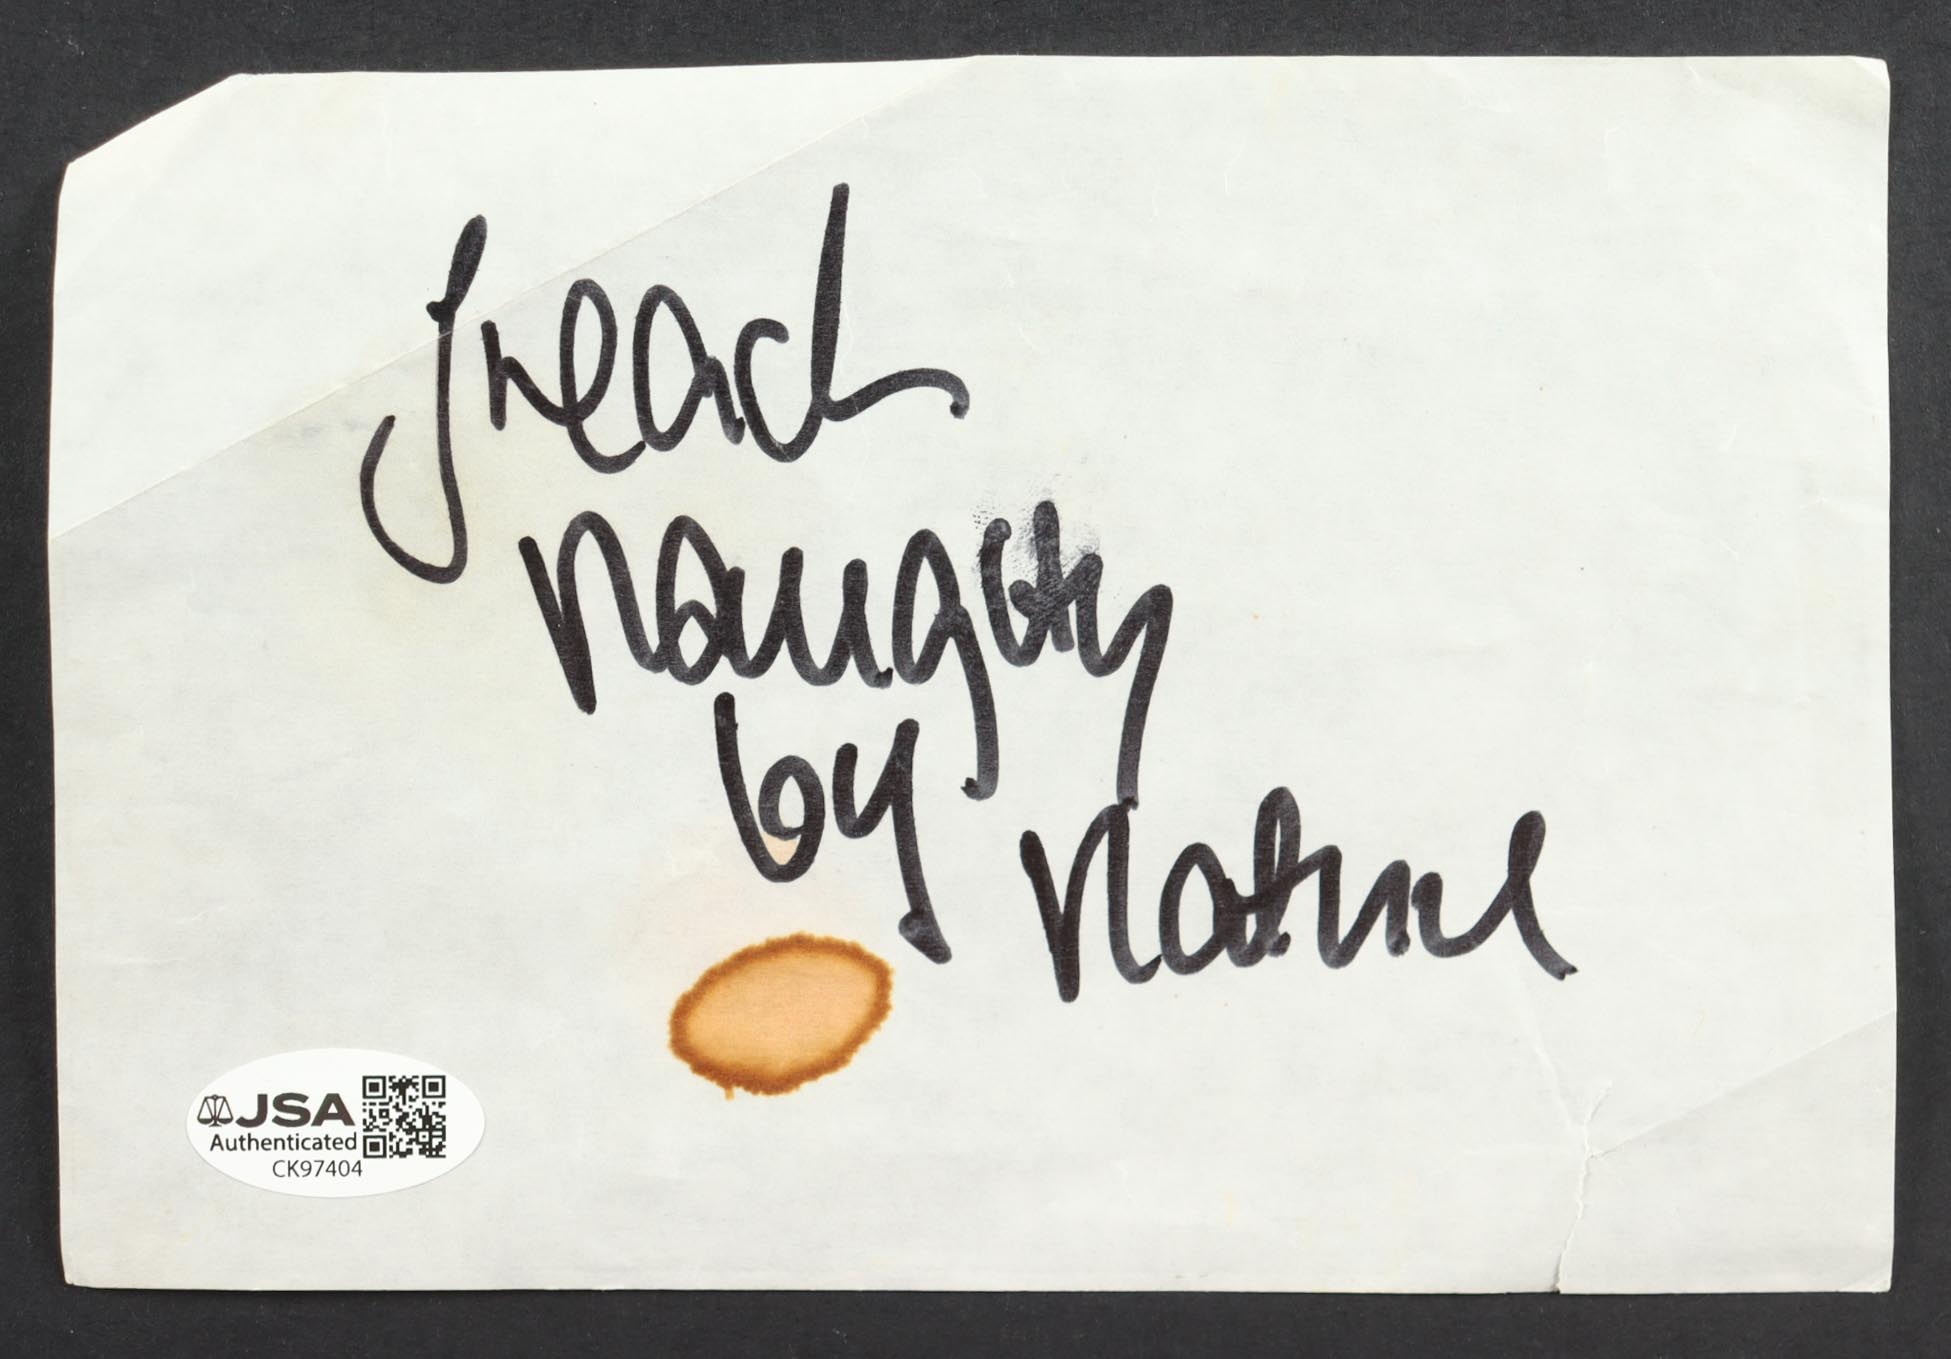 Treach
Naughty
by
Nature
JSA
Authenticated
CK97404